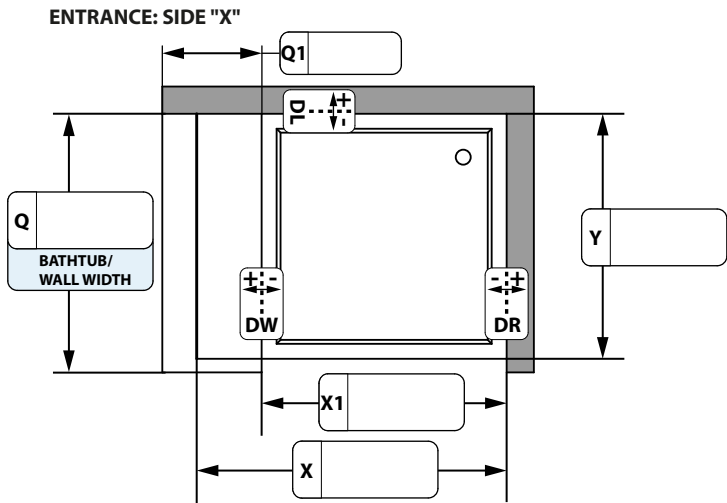 ENTRANCE: SIDE "X"
Q1
DL
+
-
Q
BATHTUB/
WALL WIDTH
Y
+ -
DW
- +
DR
X1
X